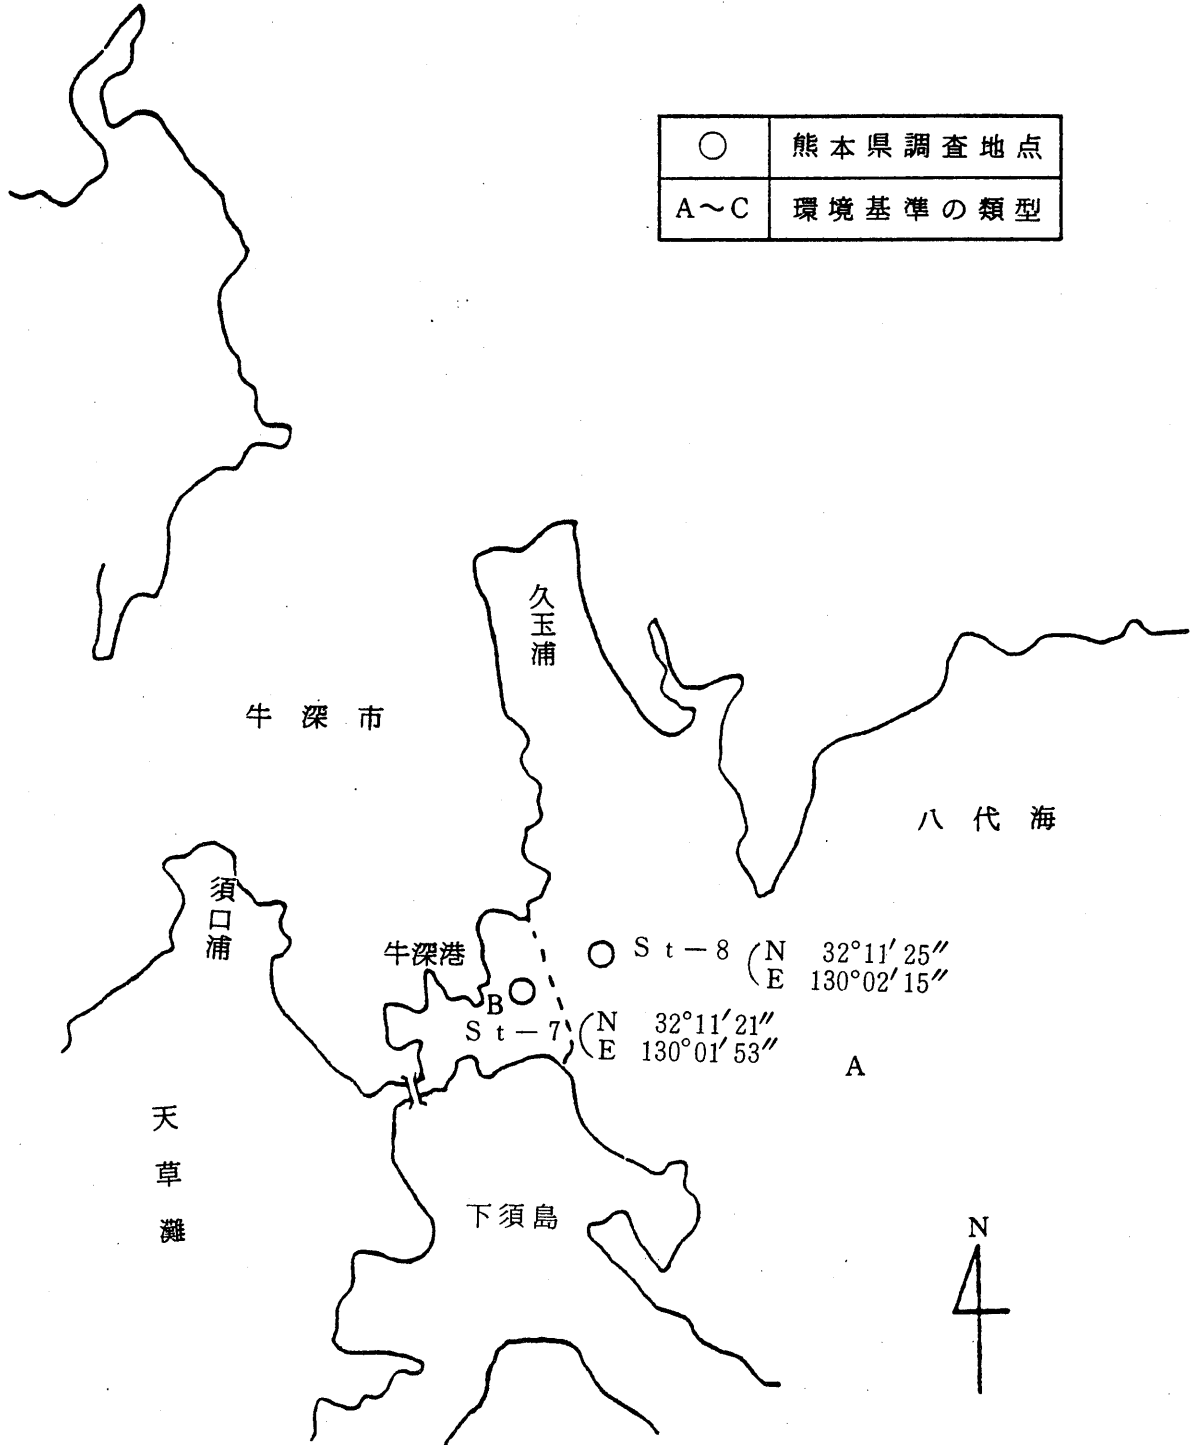 ○ 熊本県調査地点
A～C 環境基準の類型
久玉浦
牛深市
八代海
須口浦
牛深港
St－8 (N 32°11′25″
E 130°02′15″
B
St－7 (N 32°11′21″
E 130°01′53″
A
天草灘
下須島
N